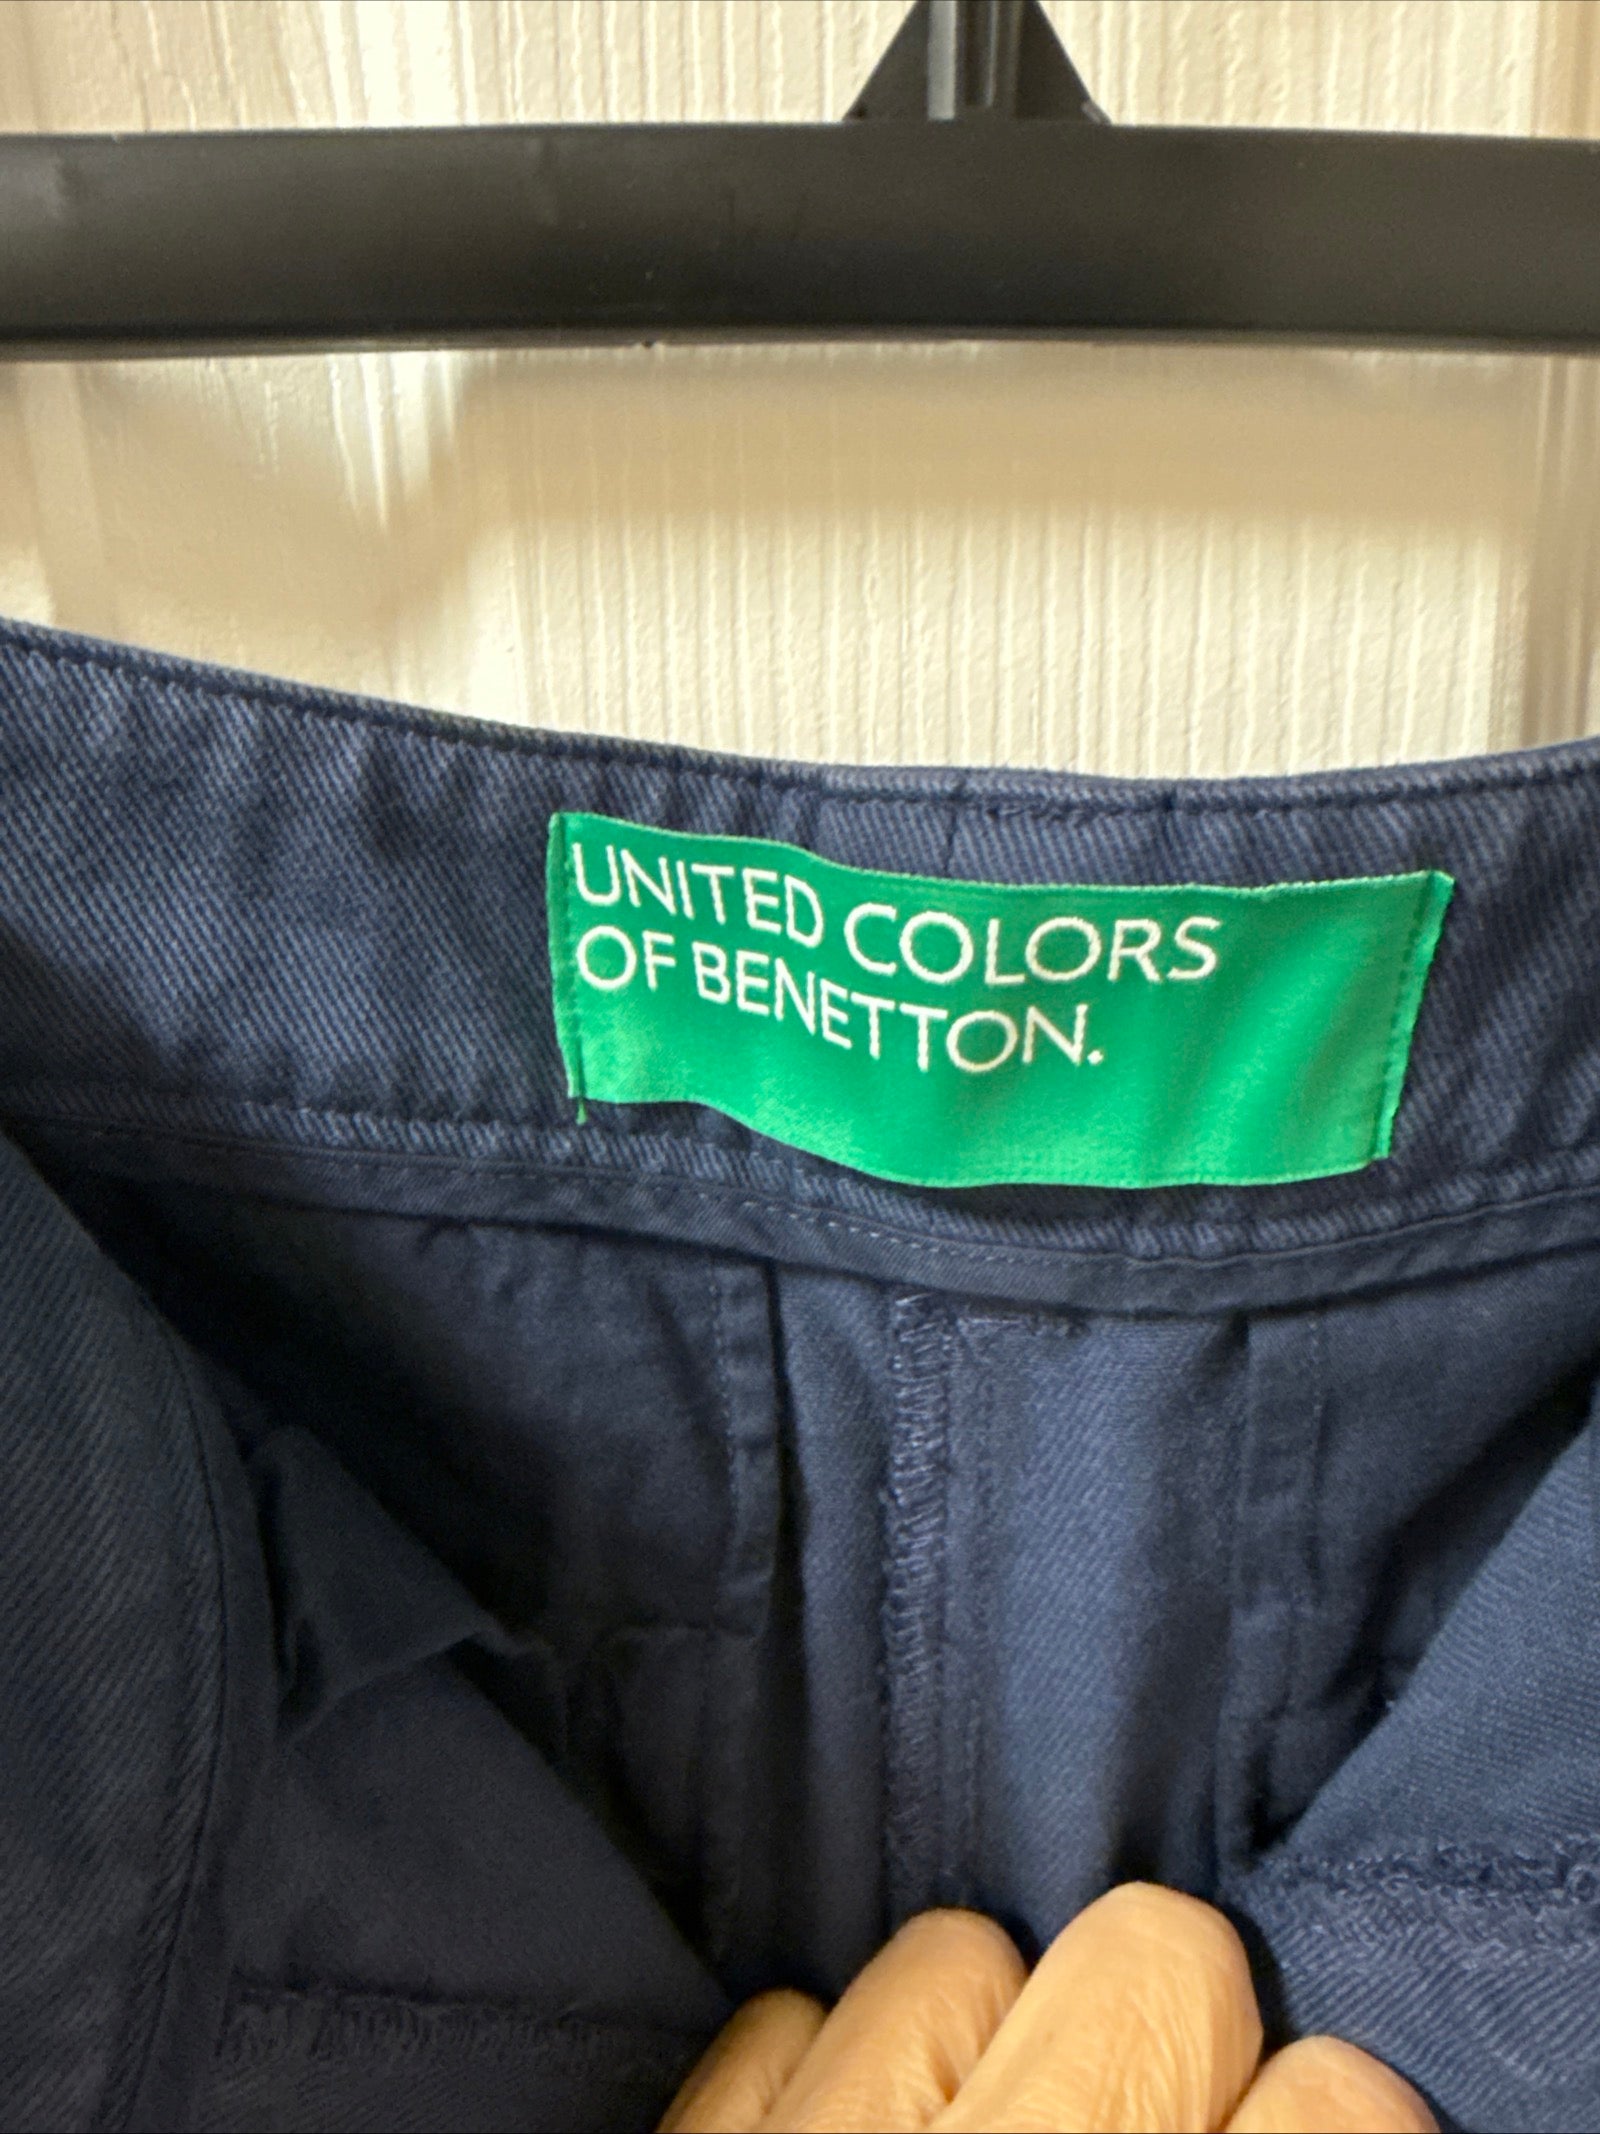 UNITED COLORS
OF BENETTON.